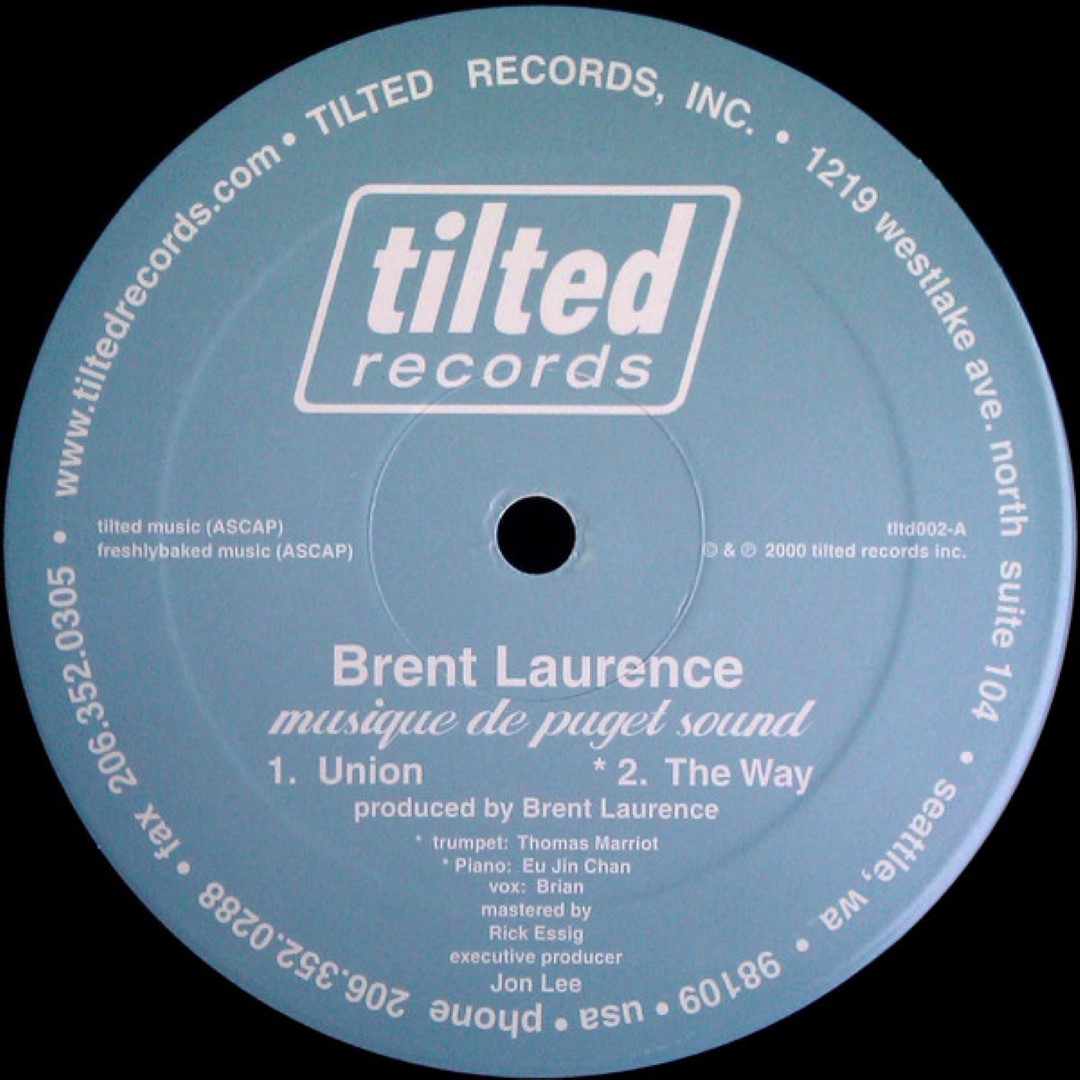 TILTED RECORDS, INC. • 1219 westlake ave. north suite 104 • seattle, wa • 98109 • usa • phone 206.352.0288 • fax 206.352.0305 • www.tiltedrecords.com •
tilted
records
tilted music (ASCAP)
freshlybaked music (ASCAP)
tltd002-A
© & ℗ 2000 tilted records inc.
Brent Laurence
musique de puget sound
1. Union * 2. The Way
produced by Brent Laurence
* trumpet: Thomas Marriot
* Piano: Eu Jin Chan
vox: Brian
mastered by
Rick Essig
executive producer
Jon Lee